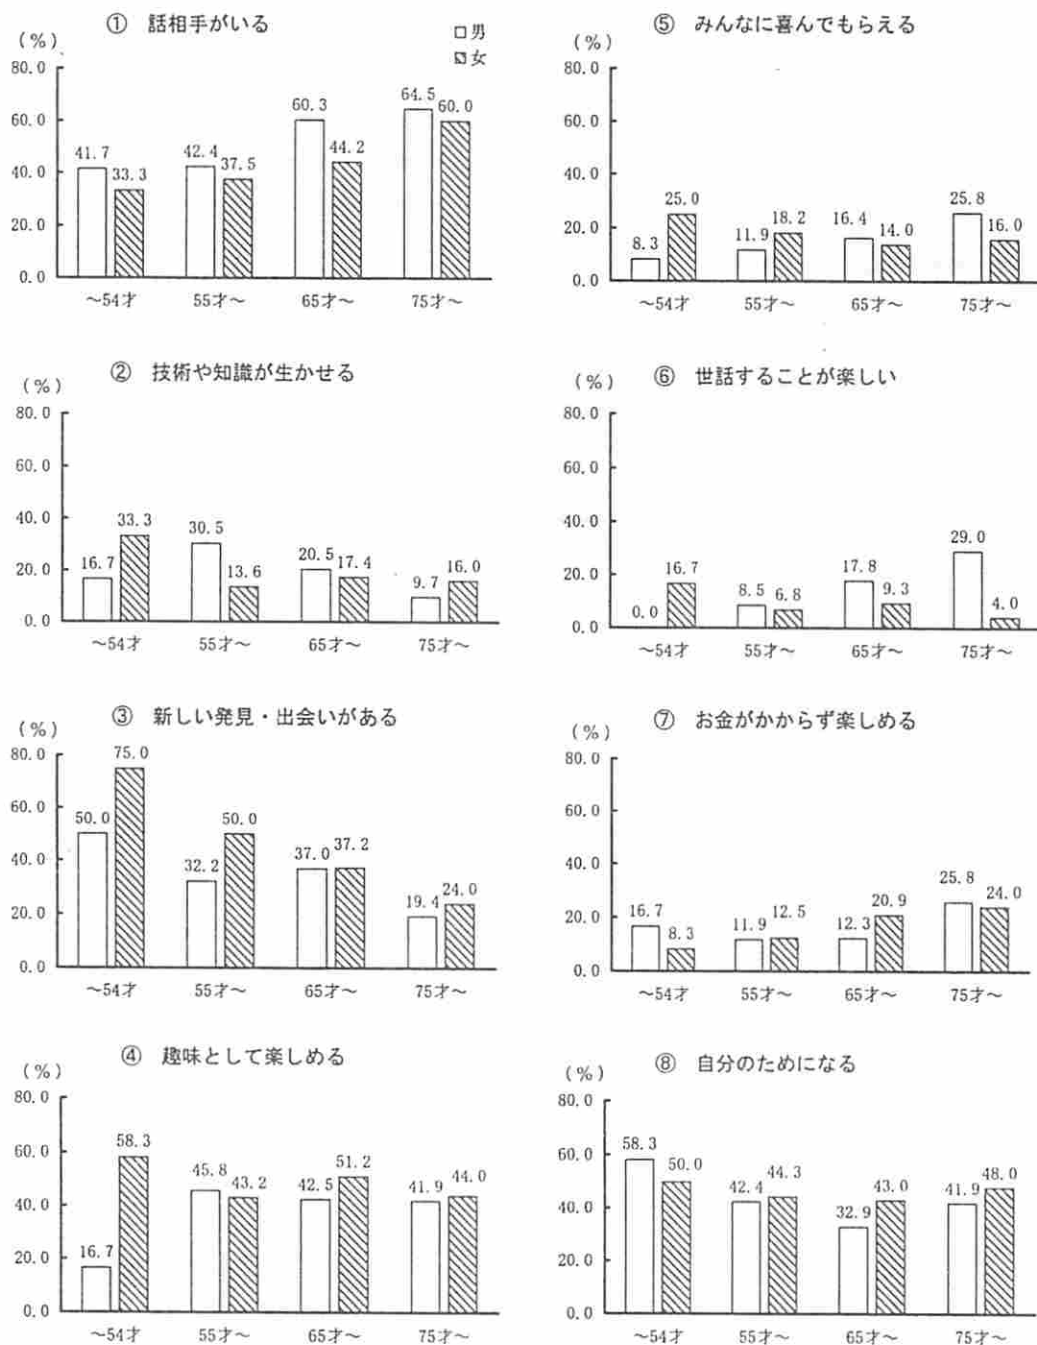 ① 話相手がいる
(%)
□男
▨女
80.0
60.0
40.0
20.0
0.0
41.7
33.3
42.4
37.5
60.3
44.2
64.5
60.0
~54才
55才~
65才~
75才~
② 技術や知識が生かせる
(%)
80.0
60.0
40.0
20.0
0.0
16.7
33.3
30.5
13.6
20.5
17.4
9.7
16.0
~54才
55才~
65才~
75才~
③ 新しい発見・出会いがある
(%)
80.0
60.0
40.0
20.0
0.0
50.0
75.0
32.2
50.0
37.0
37.2
19.4
24.0
~54才
55才~
65才~
75才~
④ 趣味として楽しめる
(%)
80.0
60.0
40.0
20.0
0.0
16.7
58.3
45.8
43.2
42.5
51.2
41.9
44.0
~54才
55才~
65才~
75才~
⑤ みんなに喜んでもらえる
(%)
80.0
60.0
40.0
20.0
0.0
8.3
25.0
11.9
18.2
16.4
14.0
25.8
16.0
~54才
55才~
65才~
75才~
⑥ 世話することが楽しい
(%)
80.0
60.0
40.0
20.0
0.0
0.0
16.7
8.5
6.8
17.8
9.3
29.0
4.0
~54才
55才~
65才~
75才~
⑦ お金がかからず楽しめる
(%)
80.0
60.0
40.0
20.0
0.0
16.7
8.3
11.9
12.5
12.3
20.9
25.8
24.0
~54才
55才~
65才~
75才~
⑧ 自分のためになる
(%)
80.0
60.0
40.0
20.0
0.0
58.3
50.0
42.4
44.3
32.9
43.0
41.9
48.0
~54才
55才~
65才~
75才~